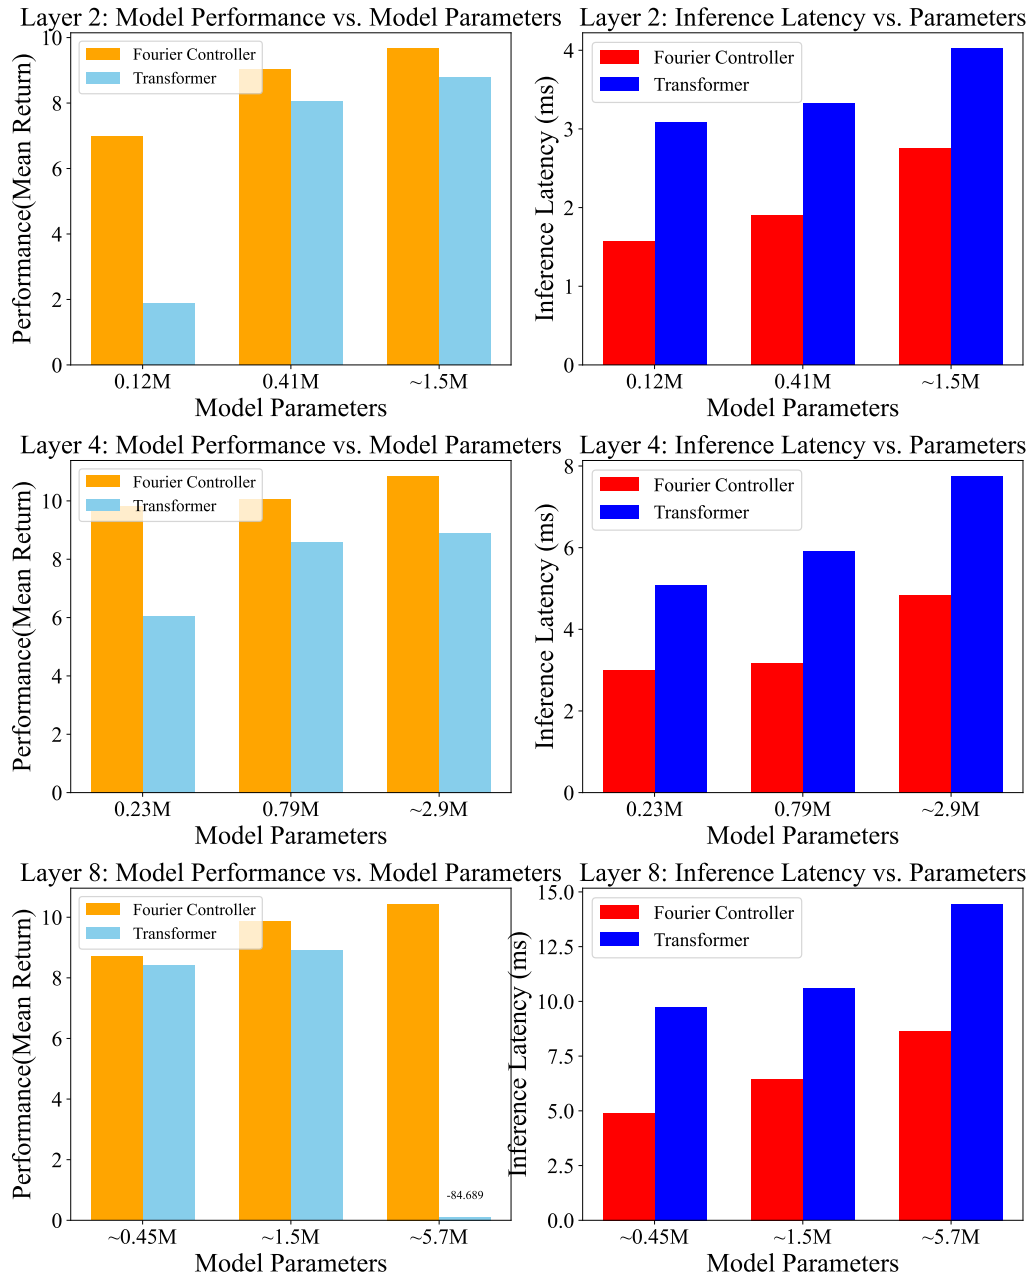 Layer 2: Model Performance vs. Model Parameters
Performance(Mean Return)
10
8
6
4
2
0
Fourier Controller
Transformer
0.12M 0.41M ~1.5M
Model Parameters
Layer 2: Inference Latency vs. Parameters
Inference Latency (ms)
4
3
2
1
0
Fourier Controller
Transformer
0.12M 0.41M ~1.5M
Model Parameters
Layer 4: Model Performance vs. Model Parameters
Performance(Mean Return)
10
8
6
4
2
0
Fourier Controller
Transformer
0.23M 0.79M ~2.9M
Model Parameters
Layer 4: Inference Latency vs. Parameters
Inference Latency (ms)
8
6
4
2
0
Fourier Controller
Transformer
0.23M 0.79M ~2.9M
Model Parameters
Layer 8: Model Performance vs. Model Parameters
Performance(Mean Return)
10
8
6
4
2
0
Fourier Controller
Transformer
-84.689
~0.45M ~1.5M ~5.7M
Model Parameters
Layer 8: Inference Latency vs. Parameters
Inference Latency (ms)
15.0
12.5
10.0
7.5
5.0
2.5
0.0
Fourier Controller
Transformer
~0.45M ~1.5M ~5.7M
Model Parameters